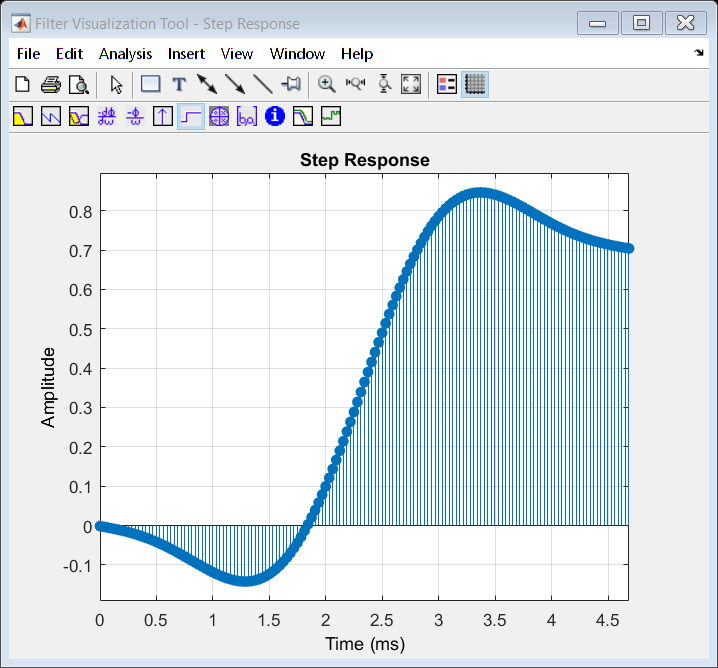 Filter Visualization Tool - Step Response
File Edit Analysis Insert View Window Help
Step Response
0.8
0.7
0.6
0.5
0.4
0.3
0.2
0.1
0
-0.1
Amplitude
0 0.5 1 1.5 2 2.5 3 3.5 4 4.5
Time (ms)